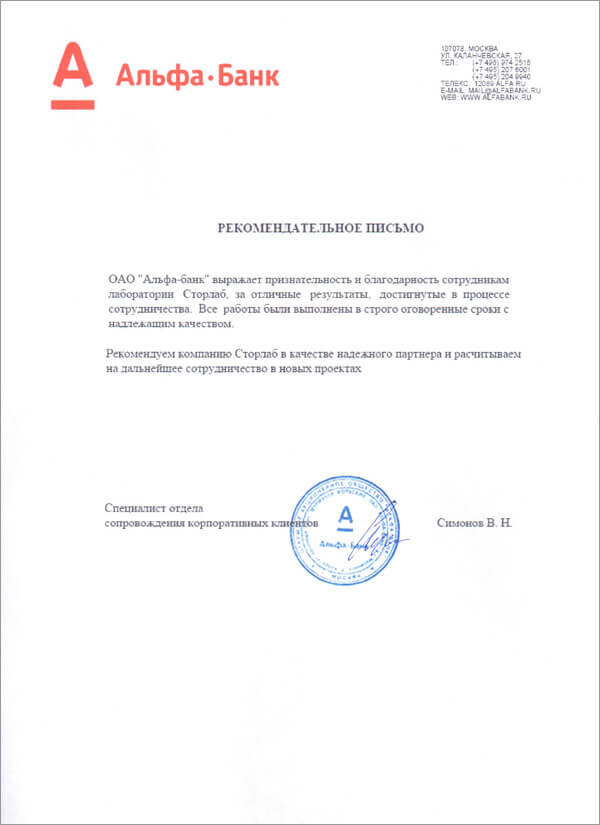 А
Альфа·Банк
107078, МОСКВА
УЛ. КАЛАНЧЕВСКАЯ, 27
ТЕЛ.: (+7 495) 974 2515
(+7 495) 207 6001
(+7 495) 204 9940
ТЕЛЕКС: 12089 ALFA RU
E-MAIL: MAIL@ALFABANK.RU
WEB: WWW.ALFABANK.RU
РЕКОМЕНДАТЕЛЬНОЕ ПИСЬМО
ОАО "Альфа-банк" выражает признательность и благодарность сотрудникам
лаборатории Сторлаб, за отличные результаты, достигнутые в процессе
сотрудничества. Все работы были выполнены в строго оговоренные сроки с
надлежащим качеством.
Рекомендуем компанию Сторлаб в качестве надежного партнера и расчитываем
на дальнейшее сотрудничество в новых проектах
Специалист отдела
сопровождения корпоративных клиентов
Симонов В. Н.
А
Альфа·Банк
МОСКВА